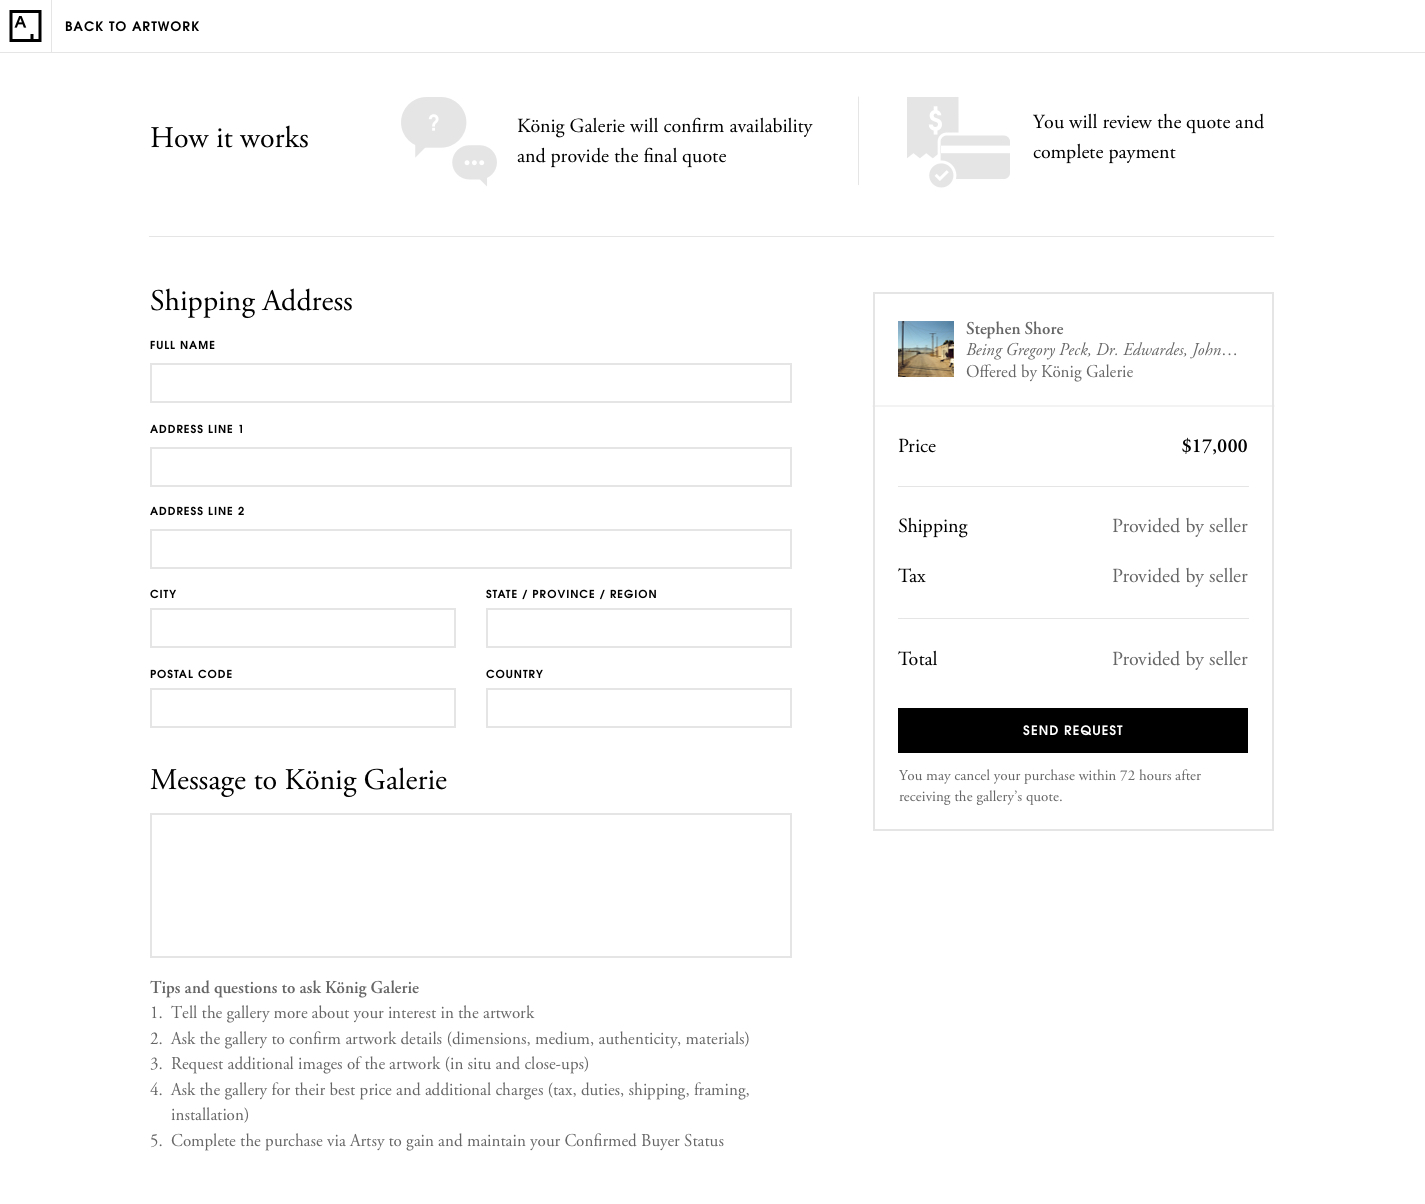 A
BACK TO ARTWORK
How it works
?
König Galerie will confirm availability
and provide the final quote
$
You will review the quote and
complete payment
Shipping Address
FULL NAME
ADDRESS LINE 1
ADDRESS LINE 2
CITY
STATE / PROVINCE / REGION
POSTAL CODE
COUNTRY
Message to König Galerie
Tips and questions to ask König Galerie
1. Tell the gallery more about your interest in the artwork
2. Ask the gallery to confirm artwork details (dimensions, medium, authenticity, materials)
3. Request additional images of the artwork (in situ and close-ups)
4. Ask the gallery for their best price and additional charges (tax, duties, shipping, framing,
installation)
5. Complete the purchase via Artsy to gain and maintain your Confirmed Buyer Status
Stephen Shore
Being Gregory Peck, Dr. Edwardes, John…
Offered by König Galerie
Price $17,000
Shipping Provided by seller
Tax Provided by seller
Total Provided by seller
SEND REQUEST
You may cancel your purchase within 72 hours after
receiving the gallery's quote.